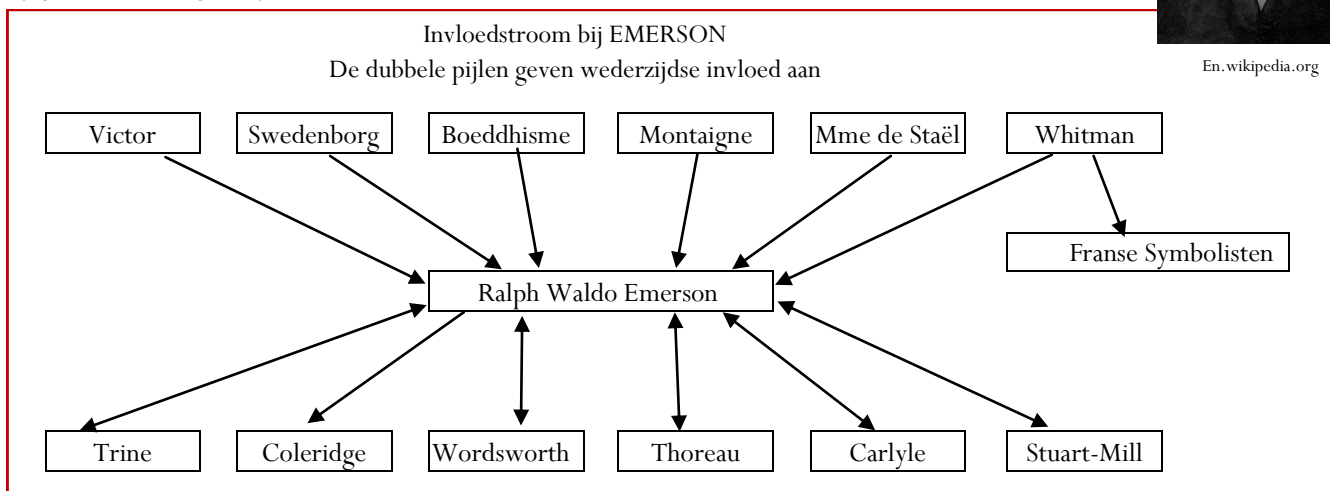 Invloedstroom bij EMERSON
De dubbele pijlen geven wederzijdse invloed aan
En.wikipedia.org
Victor
Swedenborg
Boeddhisme
Montaigne
Mme de Staël
Whitman
Franse Symbolisten
Ralph Waldo Emerson
Trine
Coleridge
Wordsworth
Thoreau
Carlyle
Stuart-Mill